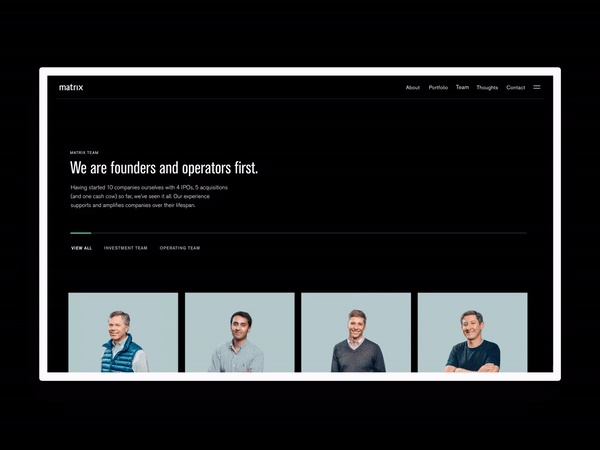 matrix
About Portfolio Team Thoughts Contact
MATRIX TEAM
We are founders and operators first.
Having started 10 companies ourselves with 4 IPOs, 5 acquisitions
(and one cash cow) so far, we've seen it all. Our experience
supports and amplifies companies over their lifespan.
VIEW ALL INVESTMENT TEAM OPERATING TEAM